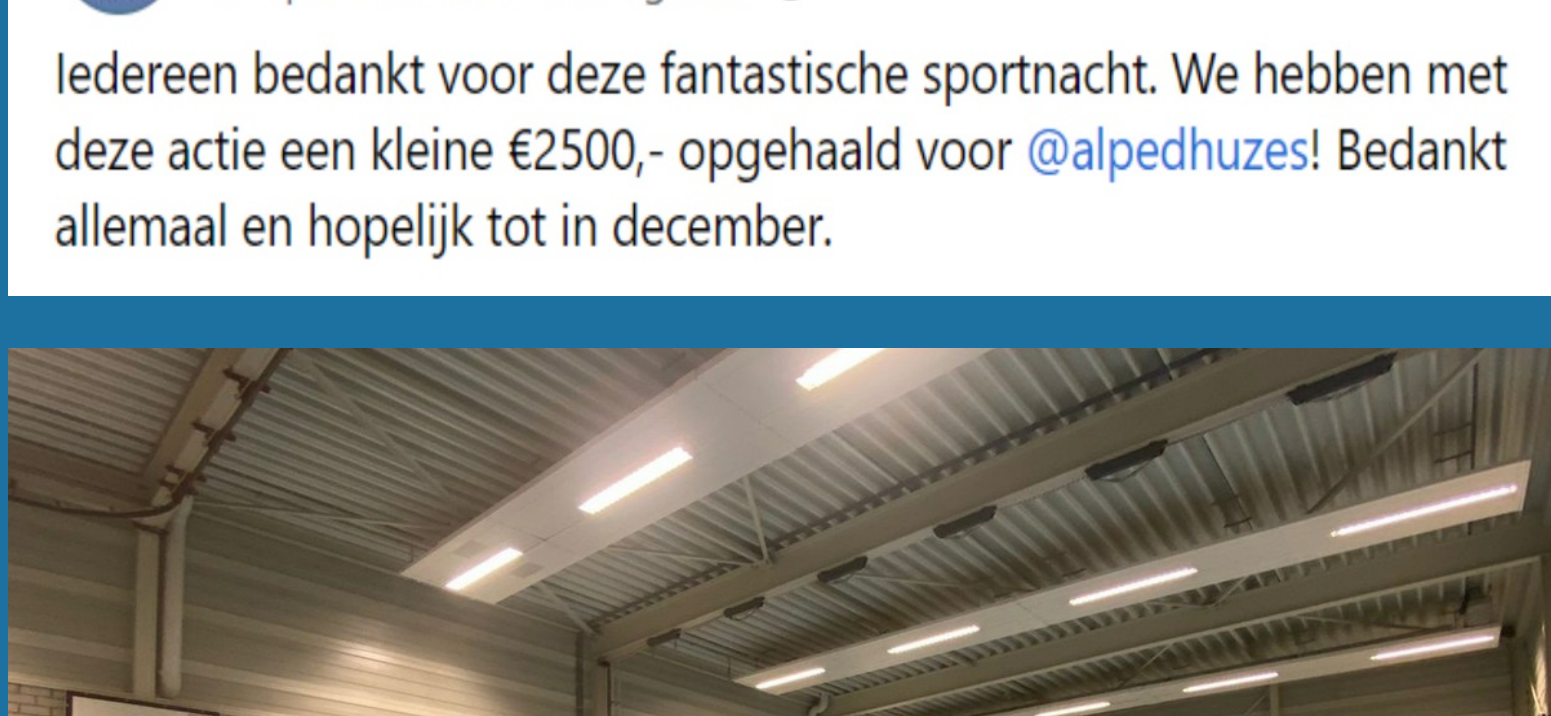 Iedereen bedankt voor deze fantastische sportnacht. We hebben met
deze actie een kleine €2500,- opgehaald voor @alpedhuzes! Bedankt
allemaal en hopelijk tot in december.